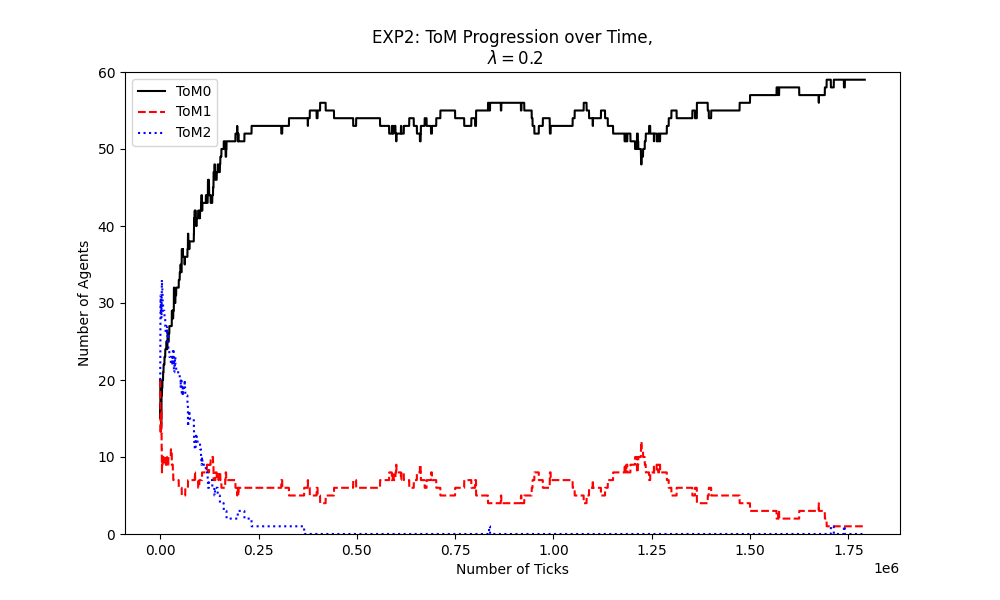 EXP2: ToM Progression over Time,
λ = 0.2
ToM0
ToM1
ToM2
Number of Agents
60
50
40
30
20
10
0
0.00 0.25 0.50 0.75 1.00 1.25 1.50 1.75
1e6
Number of Ticks